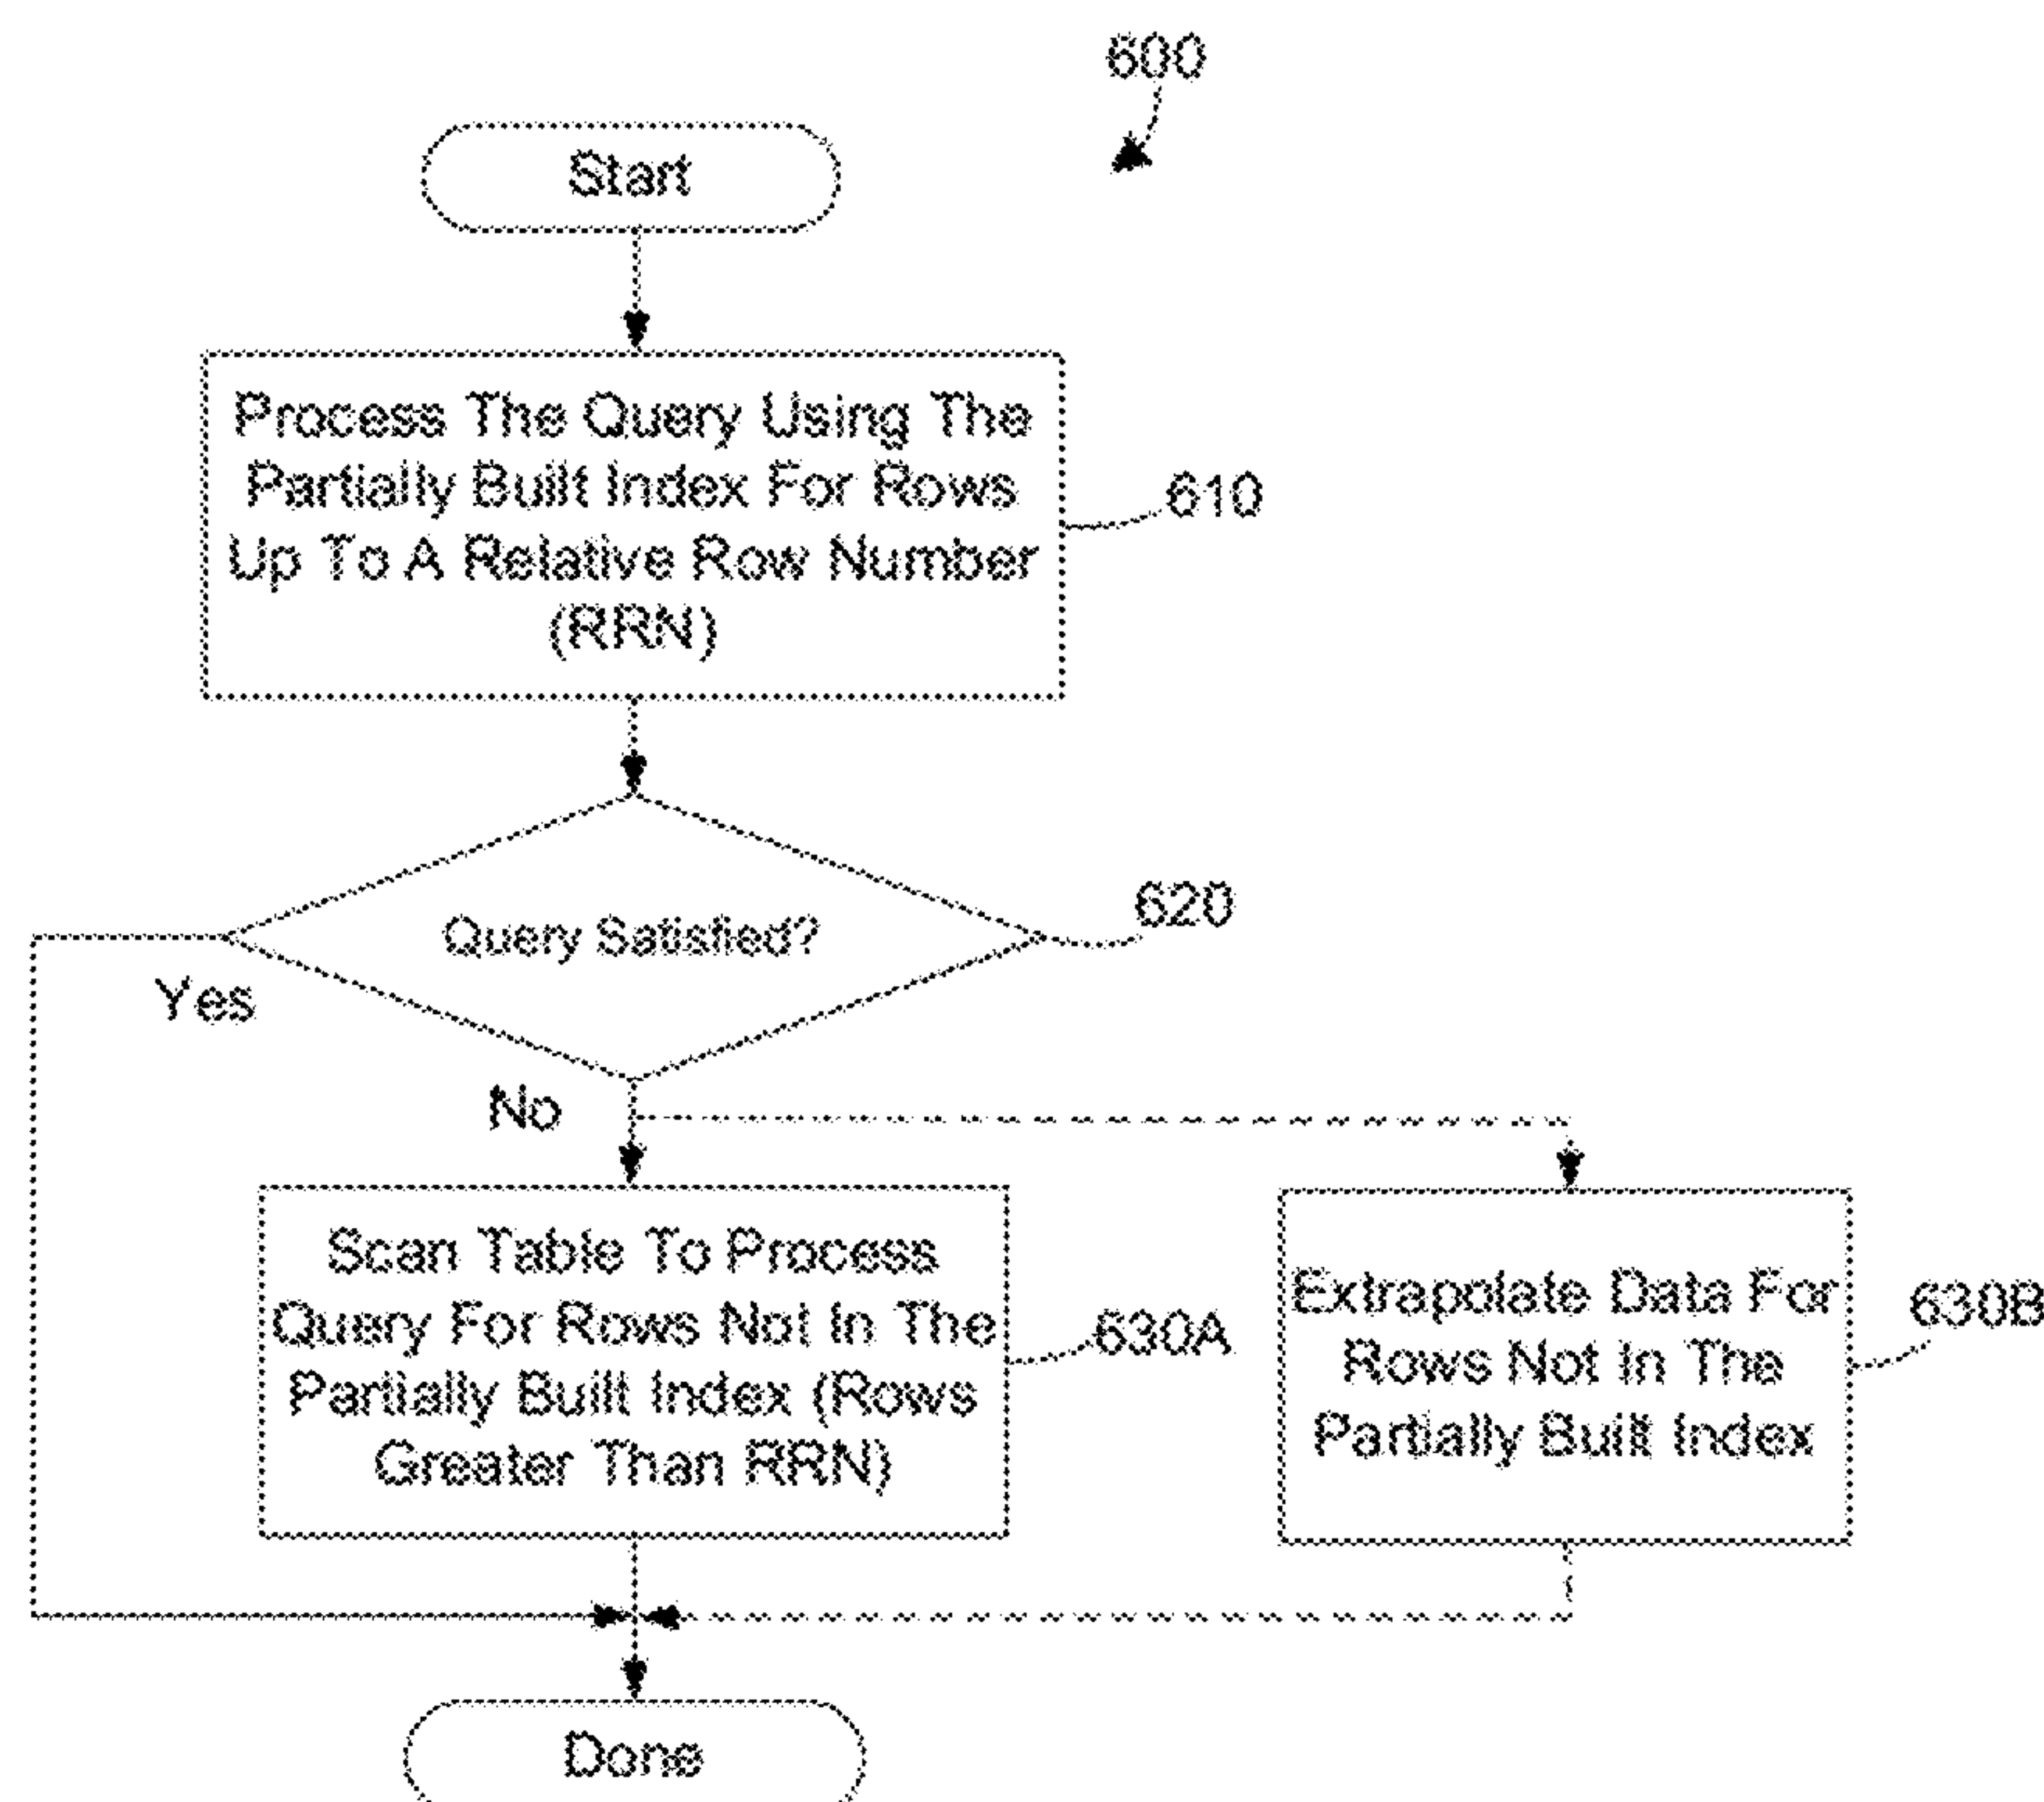 600
Start
Process The Query Using The
Partially Built Index For Rows
Up To A Relative Row Number
(RRN)
610
Query Satisfied?
620
Yes
No
Scan Table To Process
Query For Rows Not In The
Partially Built Index (Rows
Greater Than RRN)
630A
Extrapolate Data For
Rows Not In The
Partially Built Index
630B
Done